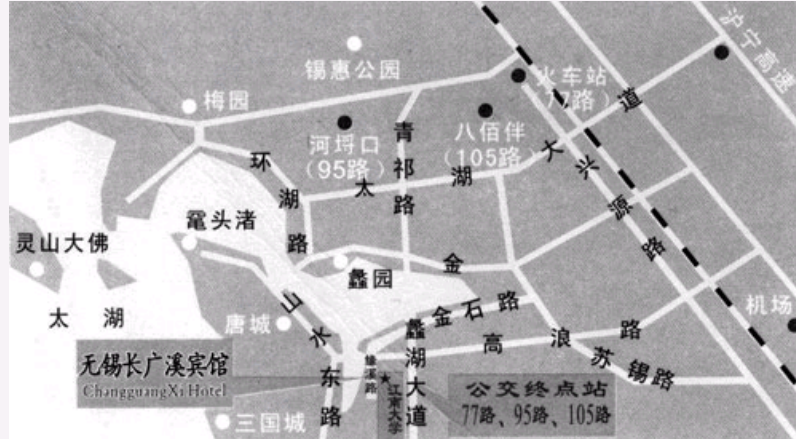 锡惠公园
沪宁高速
火车站
（77路）
梅园
河埒口
（95路）
青祁路
八佰伴
（105路）
太湖大道
环湖路
兴源路
鼋头渚
灵山大佛
蠡园
金
太 湖
唐城
山水东路
金石路
高浪路
机场
苏锡路
蠡湖大道
无锡长广溪宾馆
ChangguangXi Hotel
江南大学
公交终点站
77路、95路、105路
三国城